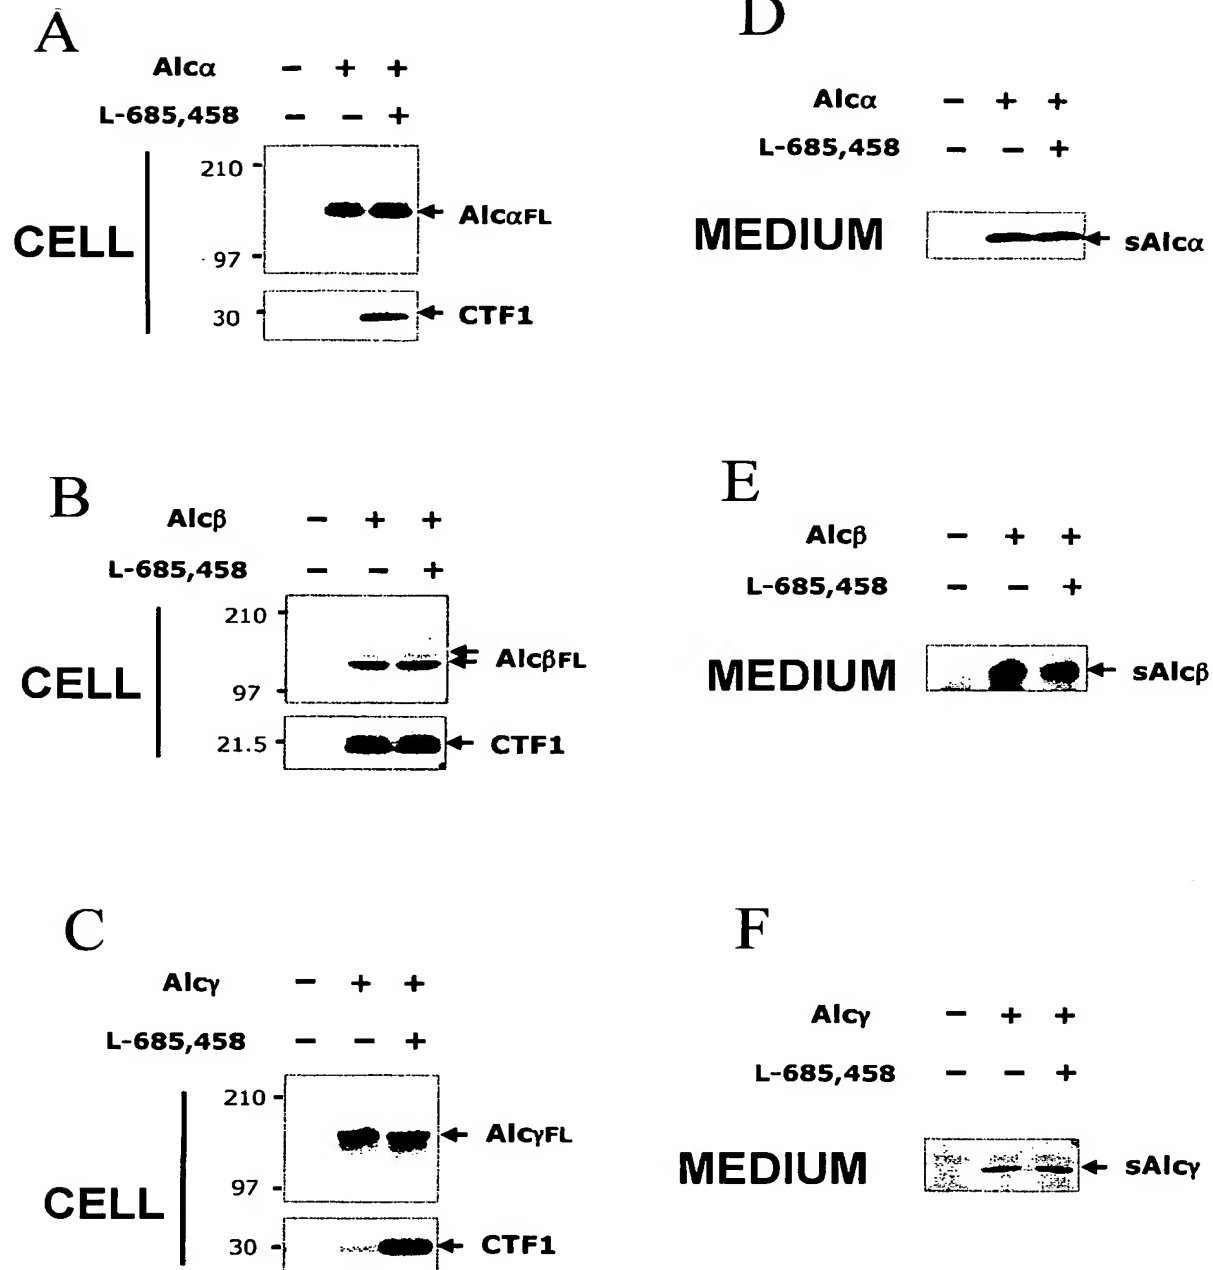 A
Alcα − + +
L-685,458 − − +
CELL
210
97
30
AlcαFL
CTF1
D
Alcα − + +
L-685,458 − − +
MEDIUM
sAlcα
B
Alcβ − + +
L-685,458 − − +
CELL
210
97
21.5
AlcβFL
CTF1
E
Alcβ − + +
L-685,458 − − +
MEDIUM
sAlcβ
C
Alcγ − + +
L-685,458 − − +
CELL
210
97
30
AlcγFL
CTF1
F
Alcγ − + +
L-685,458 − − +
MEDIUM
sAlcγ